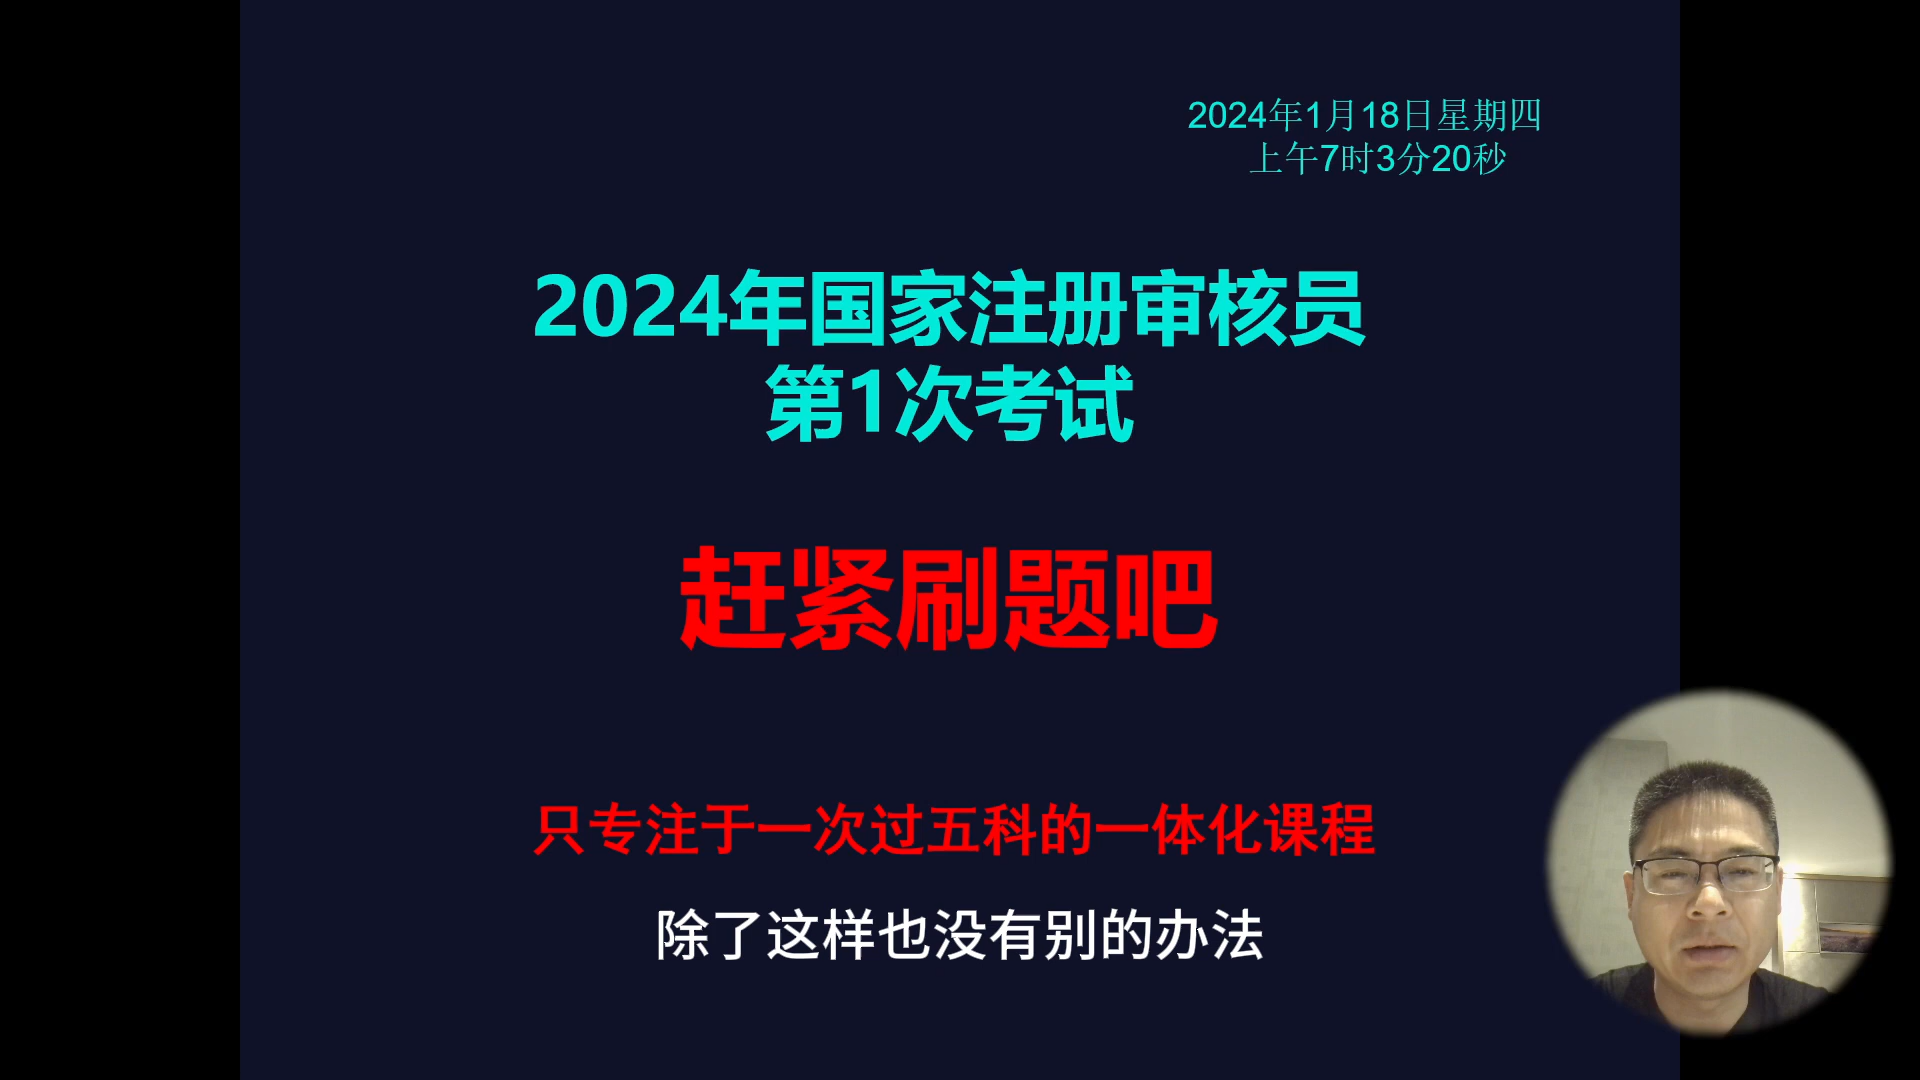 2024年1月18日星期四
上午7时3分20秒
2024年国家注册审核员
第1次考试
赶紧刷题吧
只专注于一次过五科的一体化课程
除了这样也没有别的办法